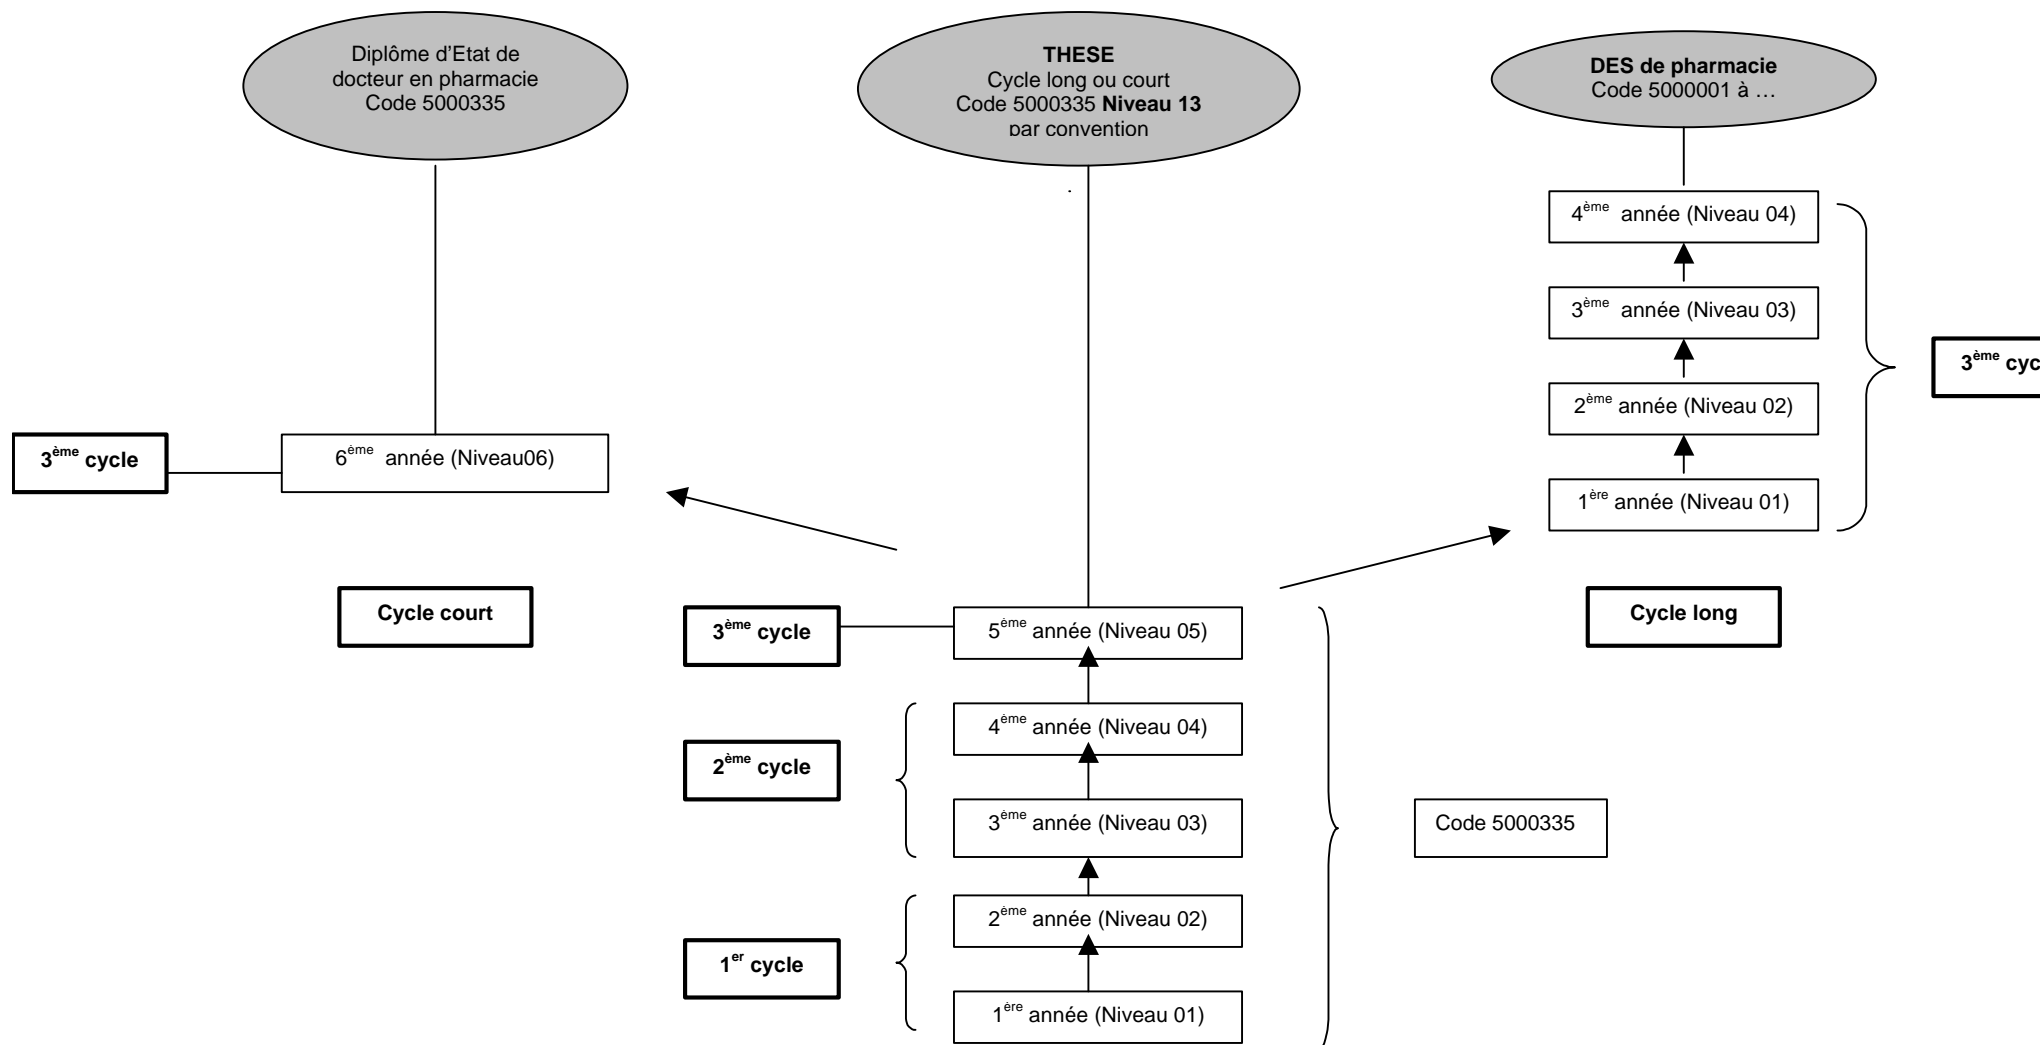 Diplôme d'Etat de
docteur en pharmacie
Code 5000335
THESE
Cycle long ou court
Code 5000335 Niveau 13
par convention
DES de pharmacie
Code 5000001 à …
4ème année (Niveau 04)
3ème année (Niveau 03)
2ème année (Niveau 02)
1ère année (Niveau 01)
3ème cyc
3ème cycle
6ème année (Niveau06)
Cycle court
Cycle long
3ème cycle
5ème année (Niveau 05)
2ème cycle
4ème année (Niveau 04)
3ème année (Niveau 03)
Code 5000335
1er cycle
2ème année (Niveau 02)
1ère année (Niveau 01)